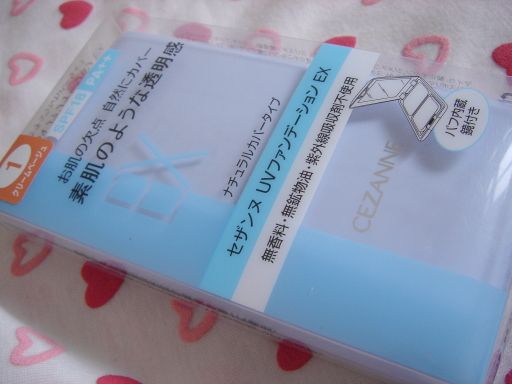 1
クリームベージュ
SPF18 PA++
お肌の欠点 自然にカバー
素肌のような透明感
EX
ナチュラルカバータイプ
セザンヌ UVファンデーション EX
無香料・無鉱物油・紫外線吸収剤不使用
CEZANNE
パフ内蔵
鏡付き